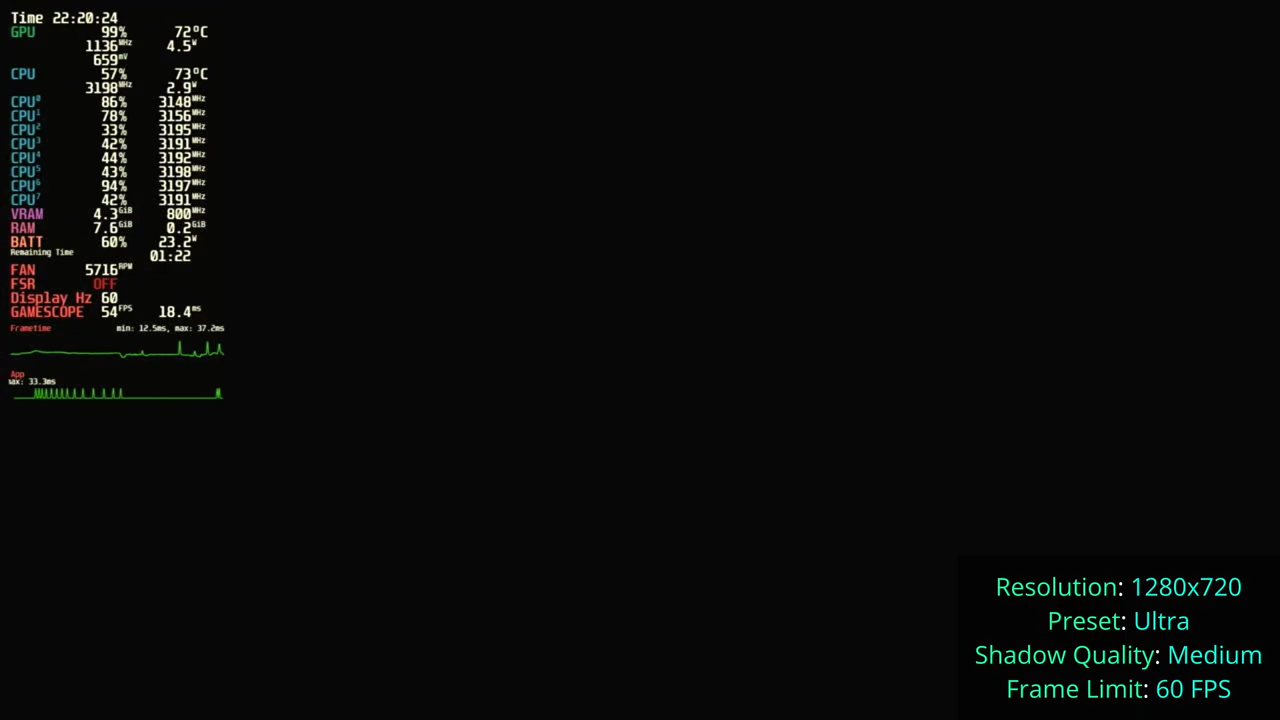 Time 22:20:24
GPU 99% 72°C
1136MHz 4.5W
659mV
CPU 57% 73°C
3198MHz 2.9W
CPU0 86% 3148MHz
CPU1 78% 3156MHz
CPU2 33% 3195MHz
CPU3 42% 3191MHz
CPU4 44% 3192MHz
CPU5 43% 3198MHz
CPU6 94% 3197MHz
CPU7 42% 3191MHz
VRAM 4.3GiB 800MHz
RAM 7.6GiB 0.2GiB
BATT 60% 23.2W
Remaining Time 01:22
FAN 5716RPM
FSR OFF
Display Hz 60
GAMESCOPE 54FPS 18.4ms
Frametime min: 12.5ms, max: 37.2ms
App
max: 33.3ms
Resolution: 1280x720
Preset: Ultra
Shadow Quality: Medium
Frame Limit: 60 FPS